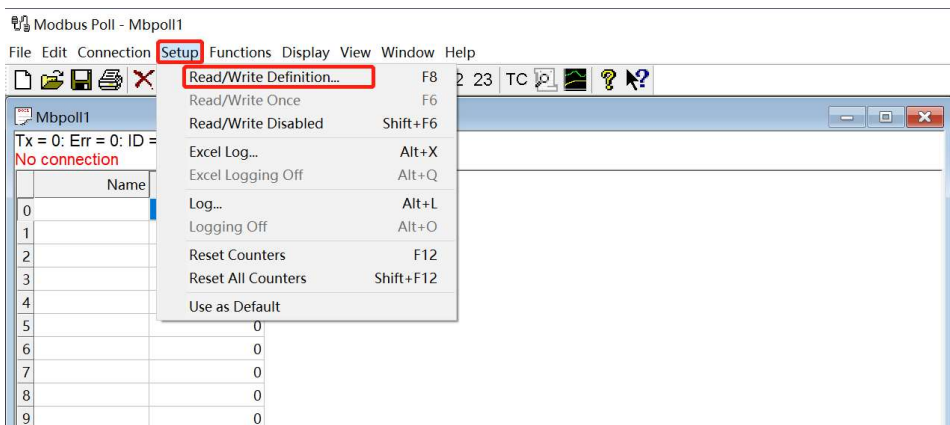 Modbus Poll - Mbpoll1
File Edit Connection Setup Functions Display View Window Help
2 23 TC
Mbpoll1
Tx = 0: Err = 0: ID =
No connection
Name
Read/Write Definition... F8
Read/Write Once F6
Read/Write Disabled Shift+F6
Excel Log... Alt+X
Excel Logging Off Alt+Q
Log... Alt+L
Logging Off Alt+O
Reset Counters F12
Reset All Counters Shift+F12
Use as Default
0
1
2
3
4
5 0
6 0
7 0
8 0
9 0